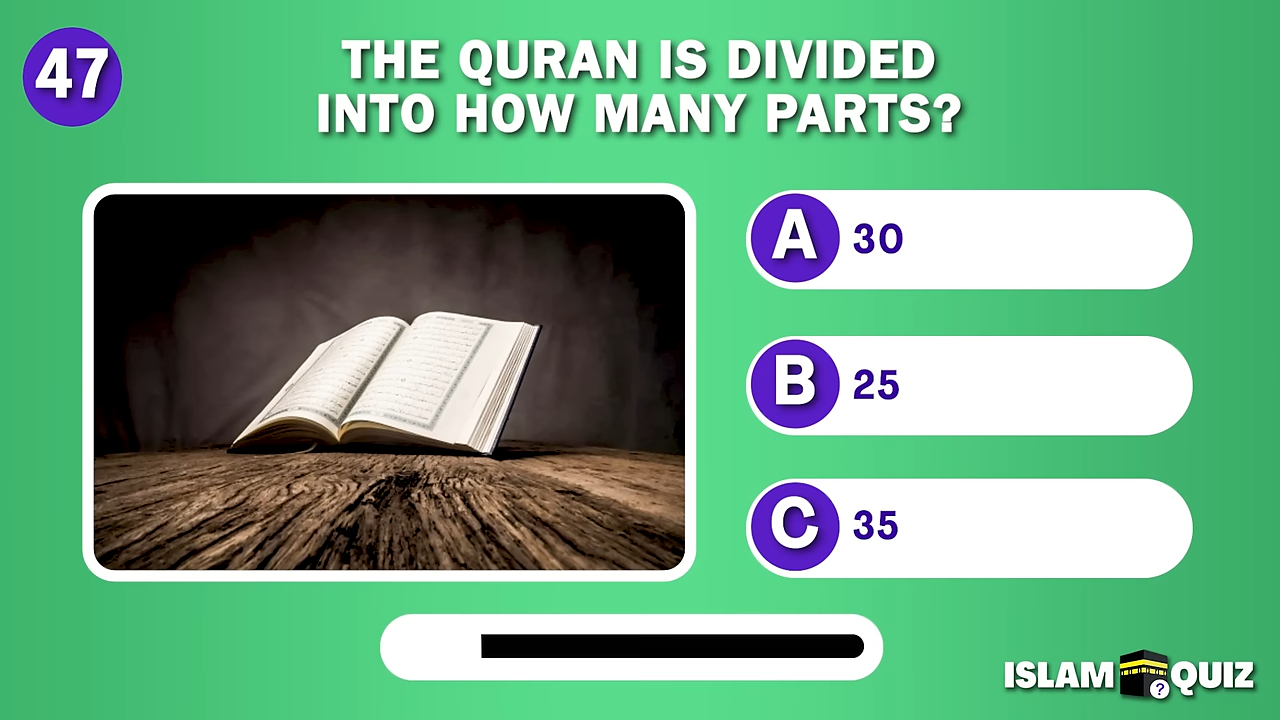 47
THE QURAN IS DIVIDED
INTO HOW MANY PARTS?
A 30
B 25
C 35
ISLAM ? QUIZ